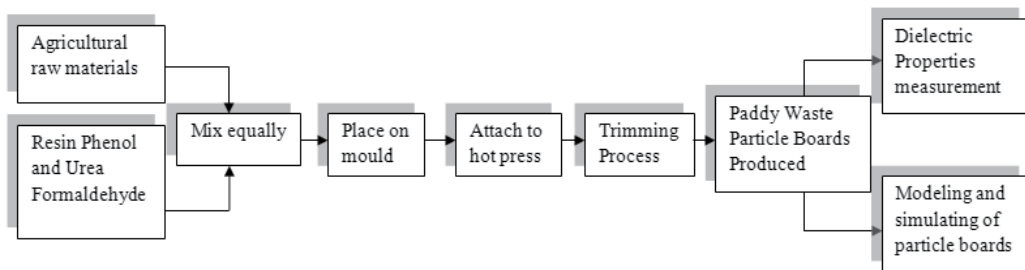 Agricultural
raw materials
Resin Phenol
and Urea
Formaldehyde
Mix equally
Place on
mould
Attach to
hot press
Trimming
Process
Paddy Waste
Particle Boards
Produced
Dielectric
Properties
measurement
Modeling and
simulating of
particle boards